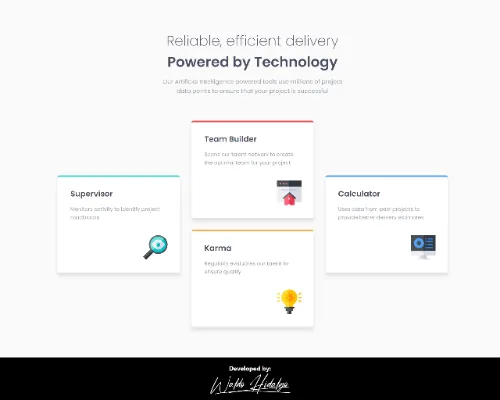 Reliable, efficient delivery
Powered by Technology
Our Artificial Intelligence powered tools use millions of project
data points to ensure that your project is successful
Team Builder
Scans our talent network to create
the optimal team for your project
Supervisor
Monitors activity to identify project
roadblocks
Calculator
Uses data from past projects to
provide better delivery estimates
Karma
Regularly evaluates our talent to
ensure quality
Developed by:
Waldo Hidalgo